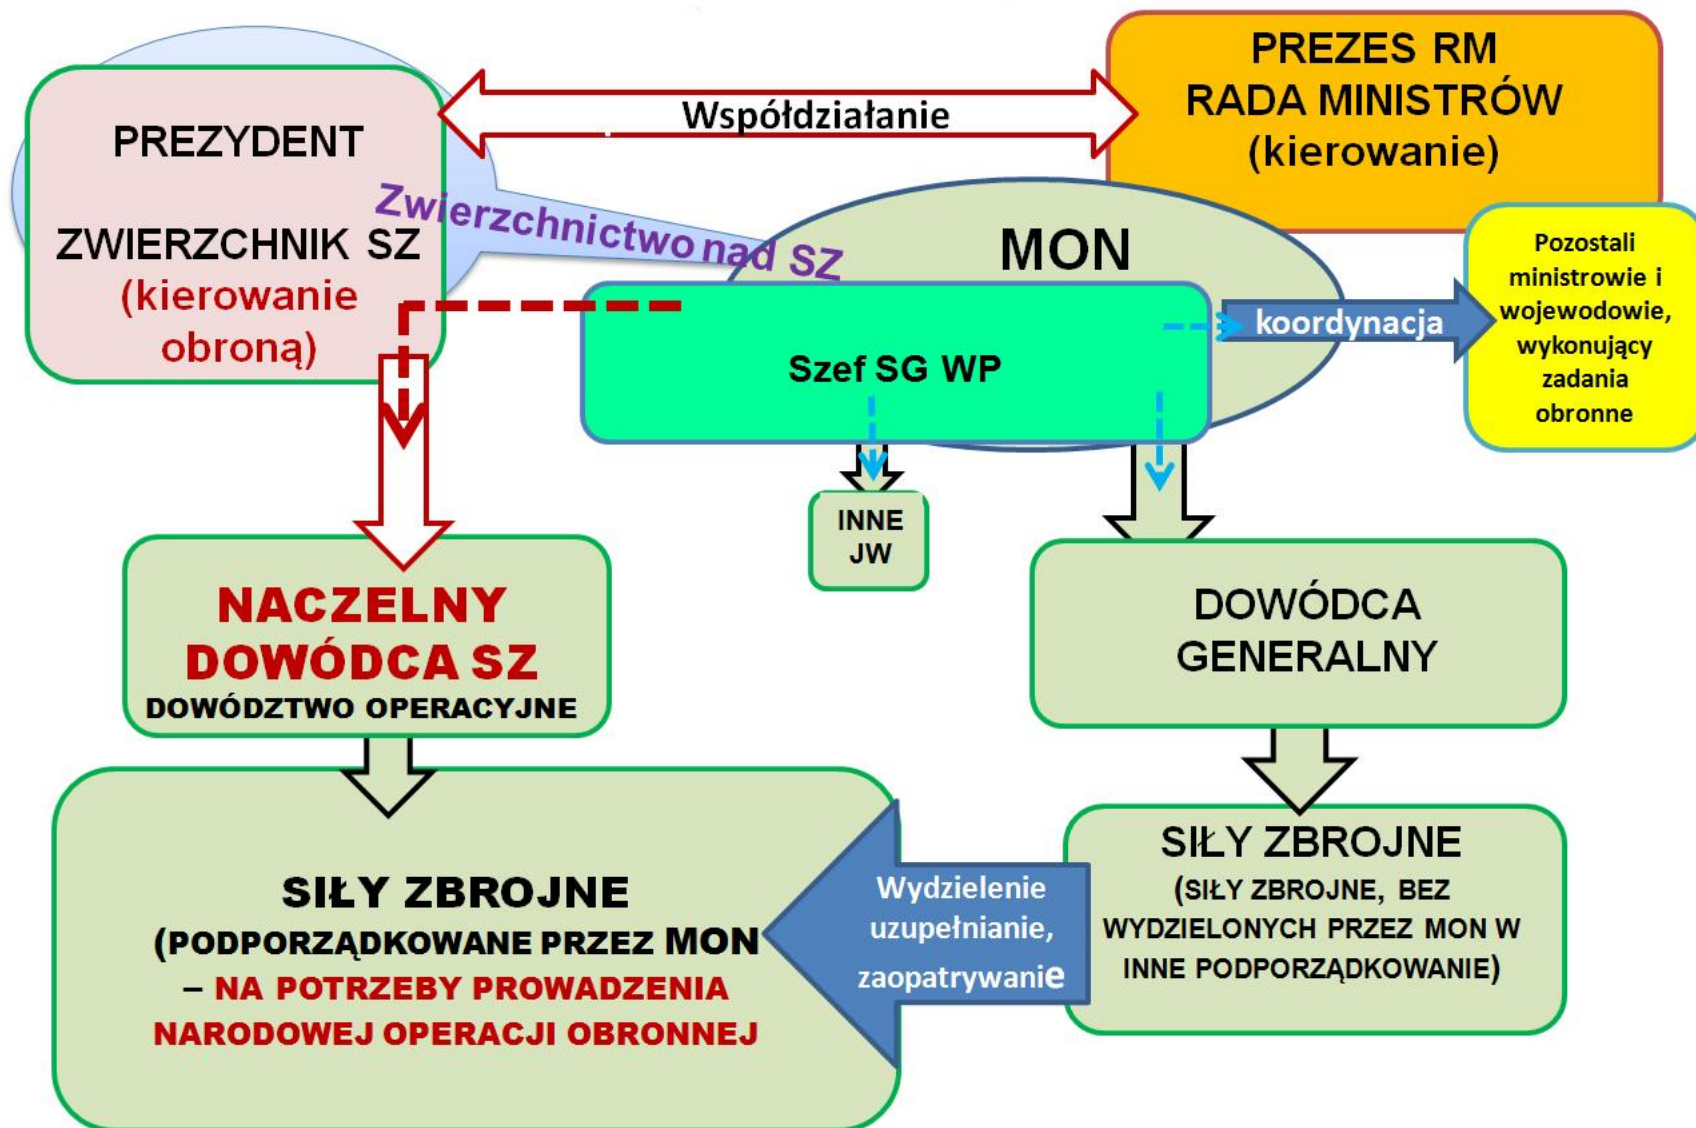 PREZYDENT
ZWIERZCHNIK SZ
(kierowanie
obroną)
Współdziałanie
PREZES RM
RADA MINISTRÓW
(kierowanie)
Zwierzchnictwo nad SZ
MON
Szef SG WP
koordynacja
Pozostali
ministrowie i
wojewodowie,
wykonujący
zadania
obronne
INNE
JW
NACZELNY
DOWÓDCA SZ
DOWÓDZTWO OPERACYJNE
DOWÓDCA
GENERALNY
SIŁY ZBROJNE
(PODPORZĄDKOWANE PRZEZ MON
– NA POTRZEBY PROWADZENIA
NARODOWEJ OPERACJI OBRONNEJ
Wydzielenie
uzupełnianie,
zaopatrywanie
SIŁY ZBROJNE
(SIŁY ZBROJNE, BEZ
WYDZIELONYCH PRZEZ MON W
INNE PODPORZĄDKOWANIE)